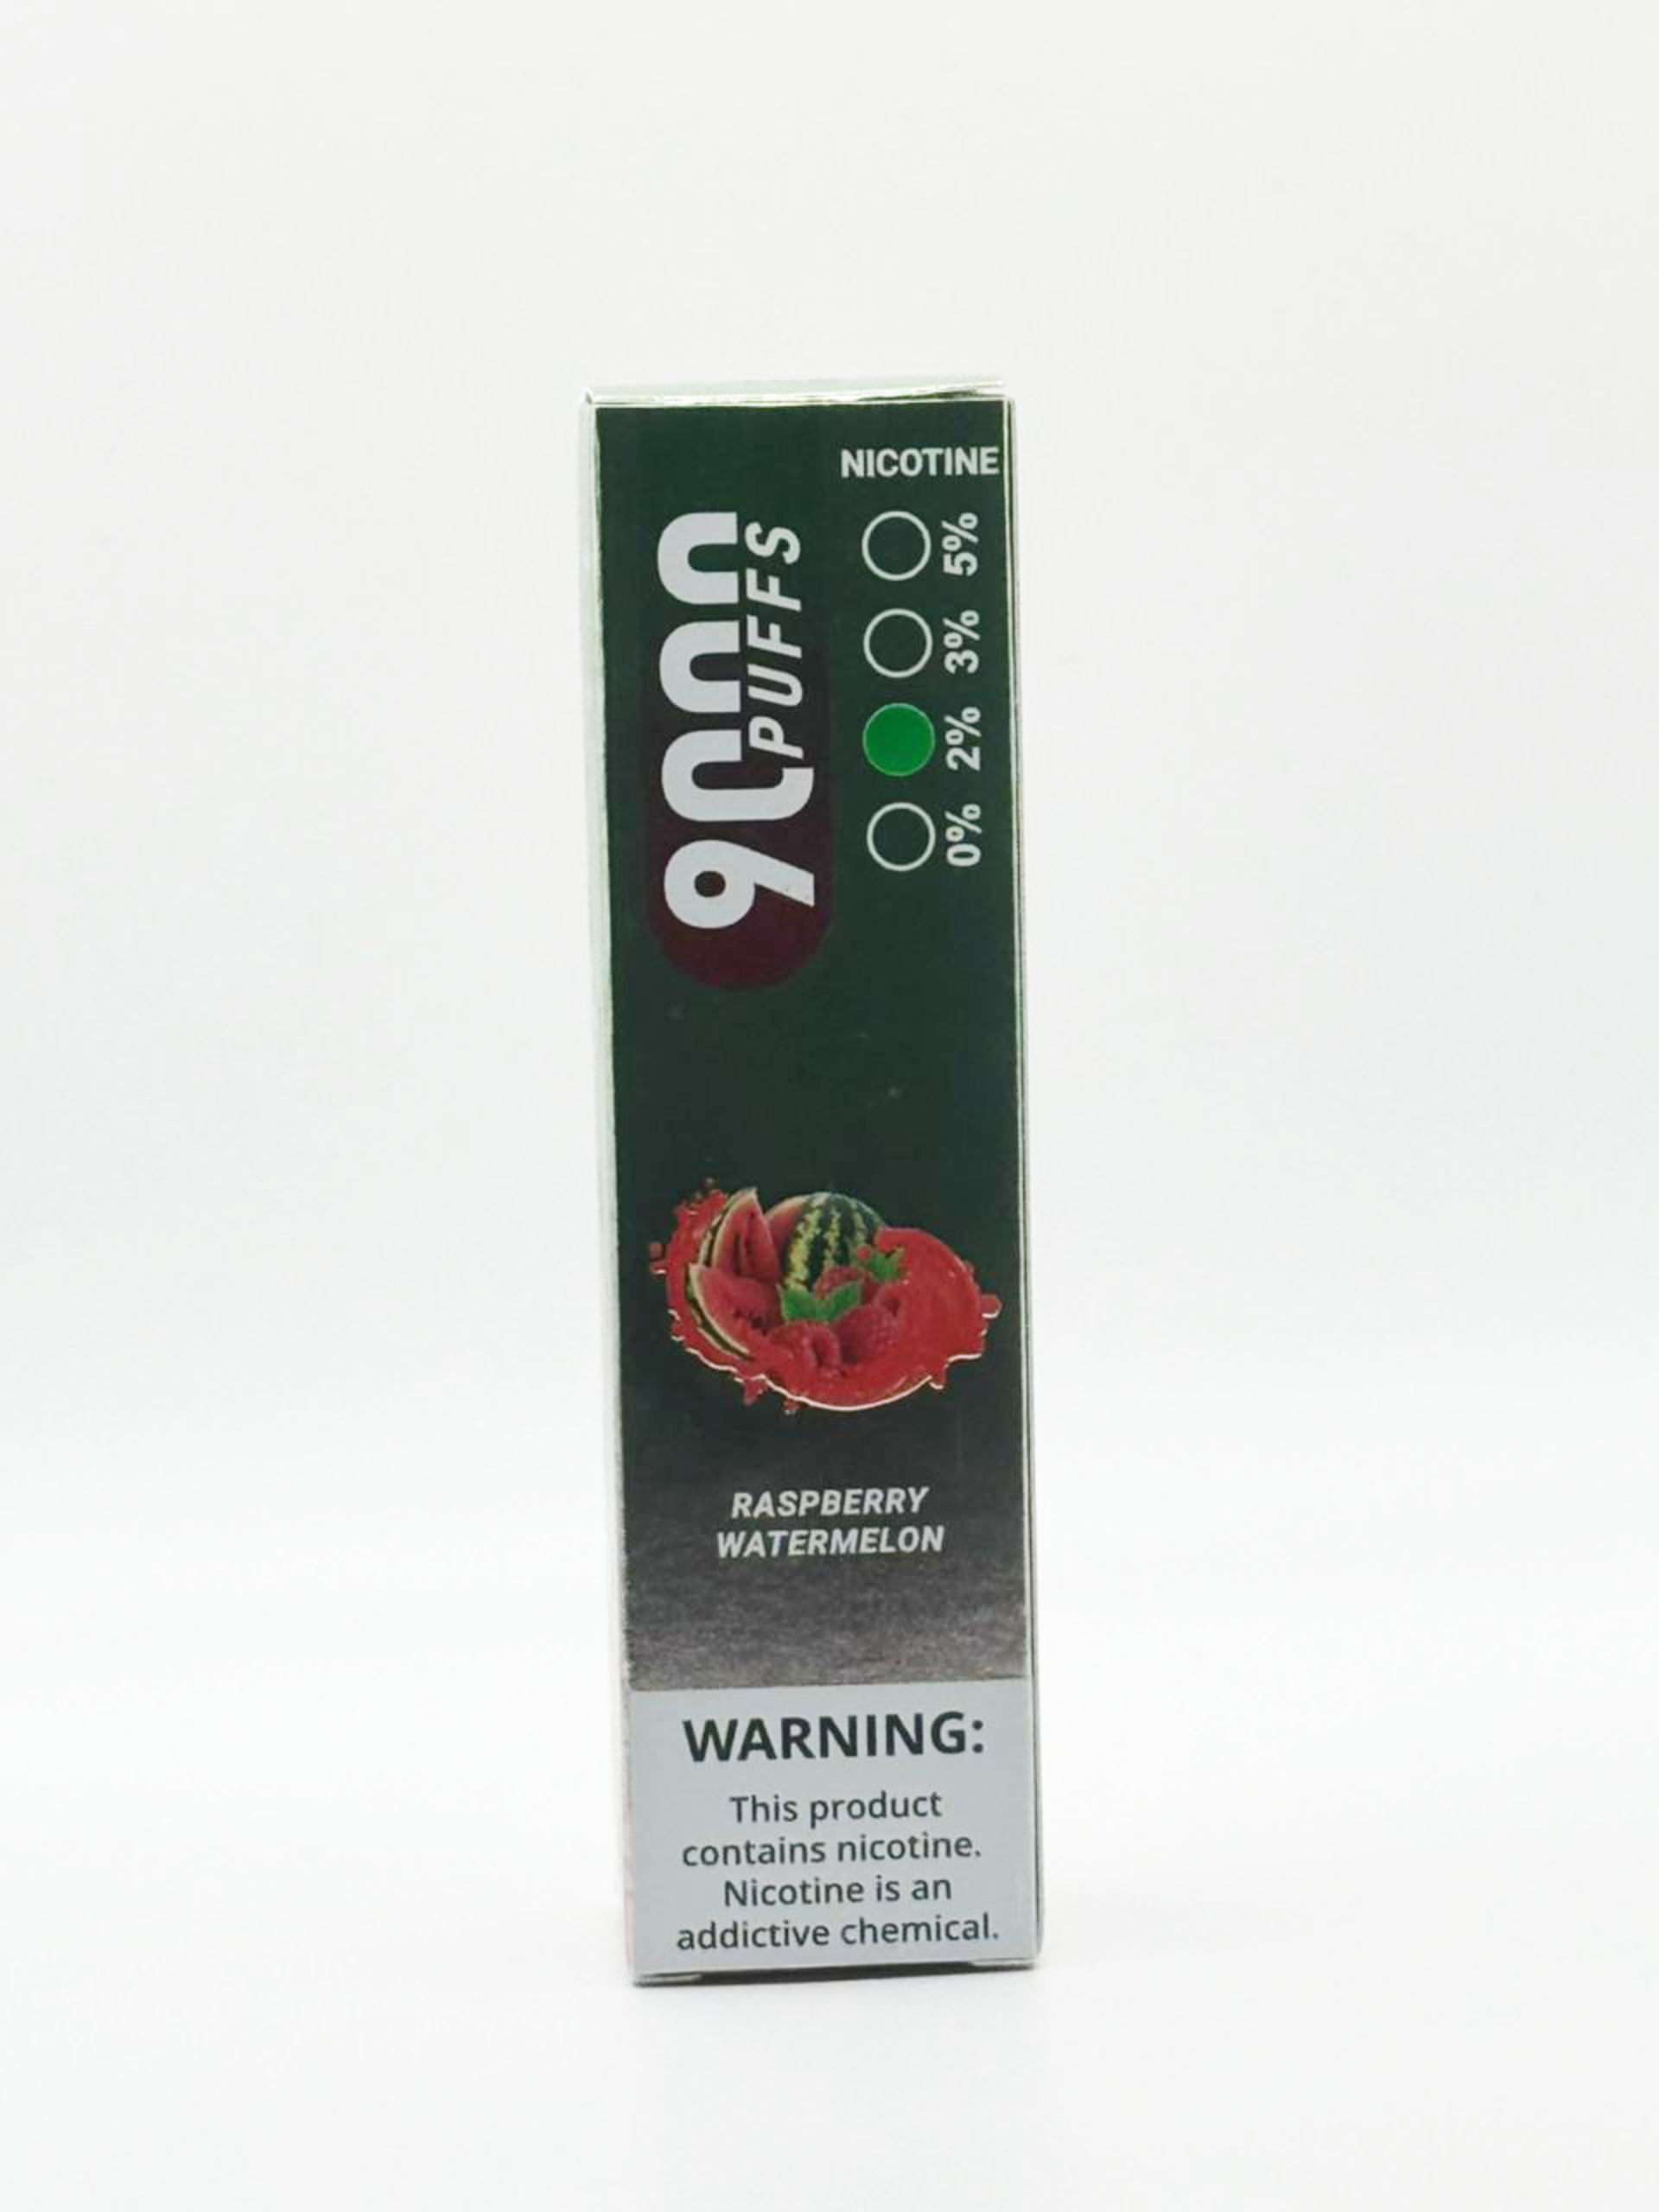 NICOTINE
5%
3%
2%
0%
9000
PUFFS
RASPBERRY
WATERMELON
WARNING:
This product
contains nicotine.
Nicotine is an
addictive chemical.